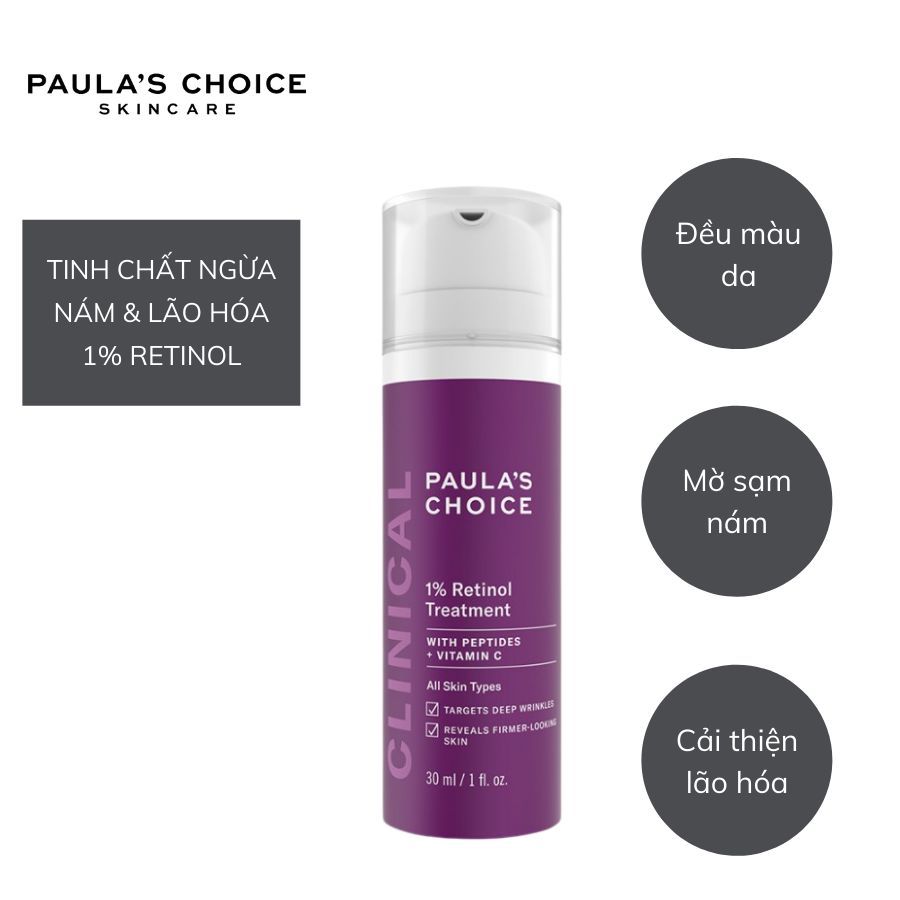 PAULA'S CHOICE
SKINCARE
TINH CHẤT NGỪA
NÁM & LÃO HÓA
1% RETINOL
CLINICAL
PAULA'S
CHOICE
1% Retinol
Treatment
WITH PEPTIDES
+ VITAMIN C
All Skin Types
TARGETS DEEP WRINKLES
REVEALS FIRMER-LOOKING
SKIN
30 ml / 1 fl. oz.
Đều màu
da
Mờ sạm
nám
Cải thiện
lão hóa